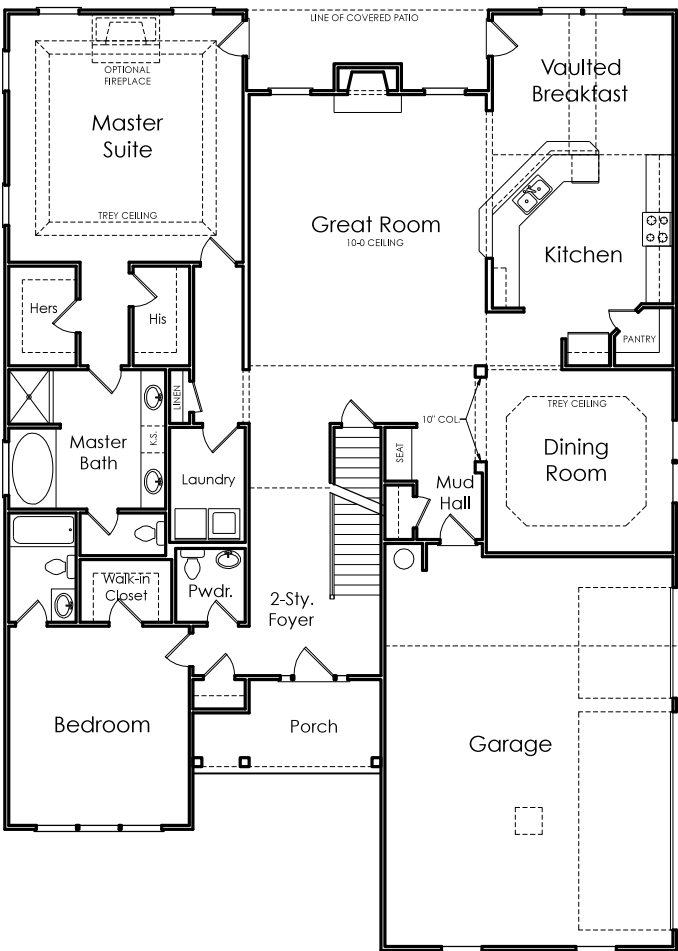 LINE OF COVERED PATIO
OPTIONAL
FIREPLACE
Vaulted
Breakfast
Master
Suite
TREY CEILING
Great Room
10-0 CEILING
Kitchen
Hers
His
PANTRY
LINEN
TREY CEILING
10" COL.
K.S.
Master
Bath
SEAT
Dining
Room
Laundry
Mud
Hall
Walk-in
Closet
Pwdr.
2-Sty.
Foyer
Bedroom
Porch
Garage